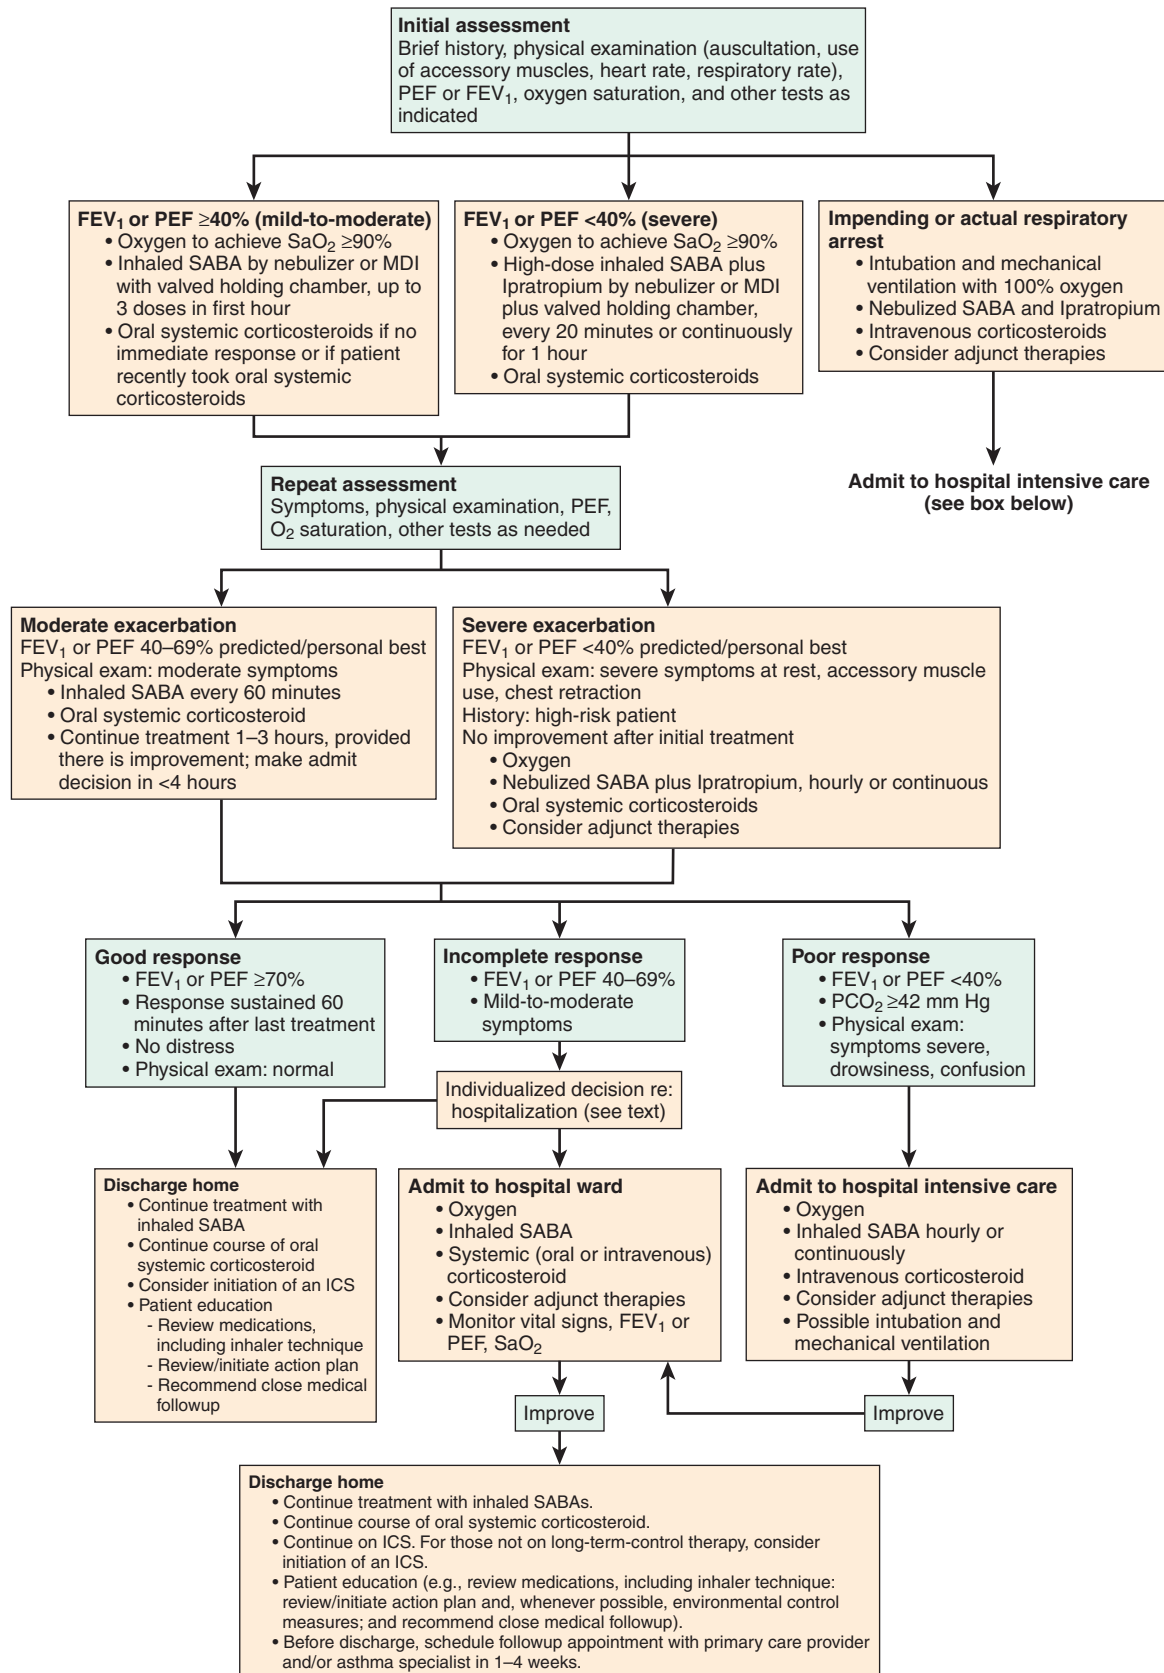 Initial assessment
Brief history, physical examination (auscultation, use
of accessory muscles, heart rate, respiratory rate),
PEF or FEV₁, oxygen saturation, and other tests as
indicated
FEV₁ or PEF ≥40% (mild-to-moderate)
• Oxygen to achieve SaO₂ ≥90%
• Inhaled SABA by nebulizer or MDI
with valved holding chamber, up to
3 doses in first hour
• Oral systemic corticosteroids if no
immediate response or if patient
recently took oral systemic
corticosteroids
FEV₁ or PEF <40% (severe)
• Oxygen to achieve SaO₂ ≥90%
• High-dose inhaled SABA plus
Ipratropium by nebulizer or MDI
plus valved holding chamber,
every 20 minutes or continuously
for 1 hour
• Oral systemic corticosteroids
Impending or actual respiratory
arrest
• Intubation and mechanical
ventilation with 100% oxygen
• Nebulized SABA and Ipratropium
• Intravenous corticosteroids
• Consider adjunct therapies
Repeat assessment
Symptoms, physical examination, PEF,
O₂ saturation, other tests as needed
Admit to hospital intensive care
(see box below)
Moderate exacerbation
FEV₁ or PEF 40–69% predicted/personal best
Physical exam: moderate symptoms
• Inhaled SABA every 60 minutes
• Oral systemic corticosteroid
• Continue treatment 1–3 hours, provided
there is improvement; make admit
decision in <4 hours
Severe exacerbation
FEV₁ or PEF <40% predicted/personal best
Physical exam: severe symptoms at rest, accessory muscle
use, chest retraction
History: high-risk patient
No improvement after initial treatment
• Oxygen
• Nebulized SABA plus Ipratropium, hourly or continuous
• Oral systemic corticosteroids
• Consider adjunct therapies
Good response
• FEV₁ or PEF ≥70%
• Response sustained 60
minutes after last treatment
• No distress
• Physical exam: normal
Incomplete response
• FEV₁ or PEF 40–69%
• Mild-to-moderate
symptoms
Poor response
• FEV₁ or PEF <40%
• PCO₂ ≥42 mm Hg
• Physical exam:
symptoms severe,
drowsiness, confusion
Individualized decision re:
hospitalization (see text)
Discharge home
• Continue treatment with
inhaled SABA
• Continue course of oral
systemic corticosteroid
• Consider initiation of an ICS
• Patient education
- Review medications,
including inhaler technique
- Review/initiate action plan
- Recommend close medical
followup
Admit to hospital ward
• Oxygen
• Inhaled SABA
• Systemic (oral or intravenous)
corticosteroid
• Consider adjunct therapies
• Monitor vital signs, FEV₁ or
PEF, SaO₂
Admit to hospital intensive care
• Oxygen
• Inhaled SABA hourly or
continuously
• Intravenous corticosteroid
• Consider adjunct therapies
• Possible intubation and
mechanical ventilation
Improve
Improve
Discharge home
• Continue treatment with inhaled SABAs.
• Continue course of oral systemic corticosteroid.
• Continue on ICS. For those not on long-term-control therapy, consider
initiation of an ICS.
• Patient education (e.g., review medications, including inhaler technique:
review/initiate action plan and, whenever possible, environmental control
measures; and recommend close medical followup).
• Before discharge, schedule followup appointment with primary care provider
and/or asthma specialist in 1–4 weeks.